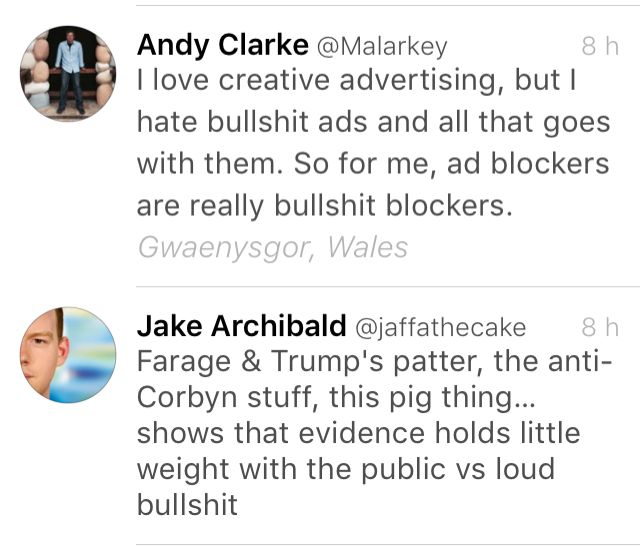 Andy Clarke @Malarkey 8 h
I love creative advertising, but I
hate bullshit ads and all that goes
with them. So for me, ad blockers
are really bullshit blockers.
Gwaenysgor, Wales
Jake Archibald @jaffathecake 8 h
Farage & Trump's patter, the anti-
Corbyn stuff, this pig thing...
shows that evidence holds little
weight with the public vs loud
bullshit